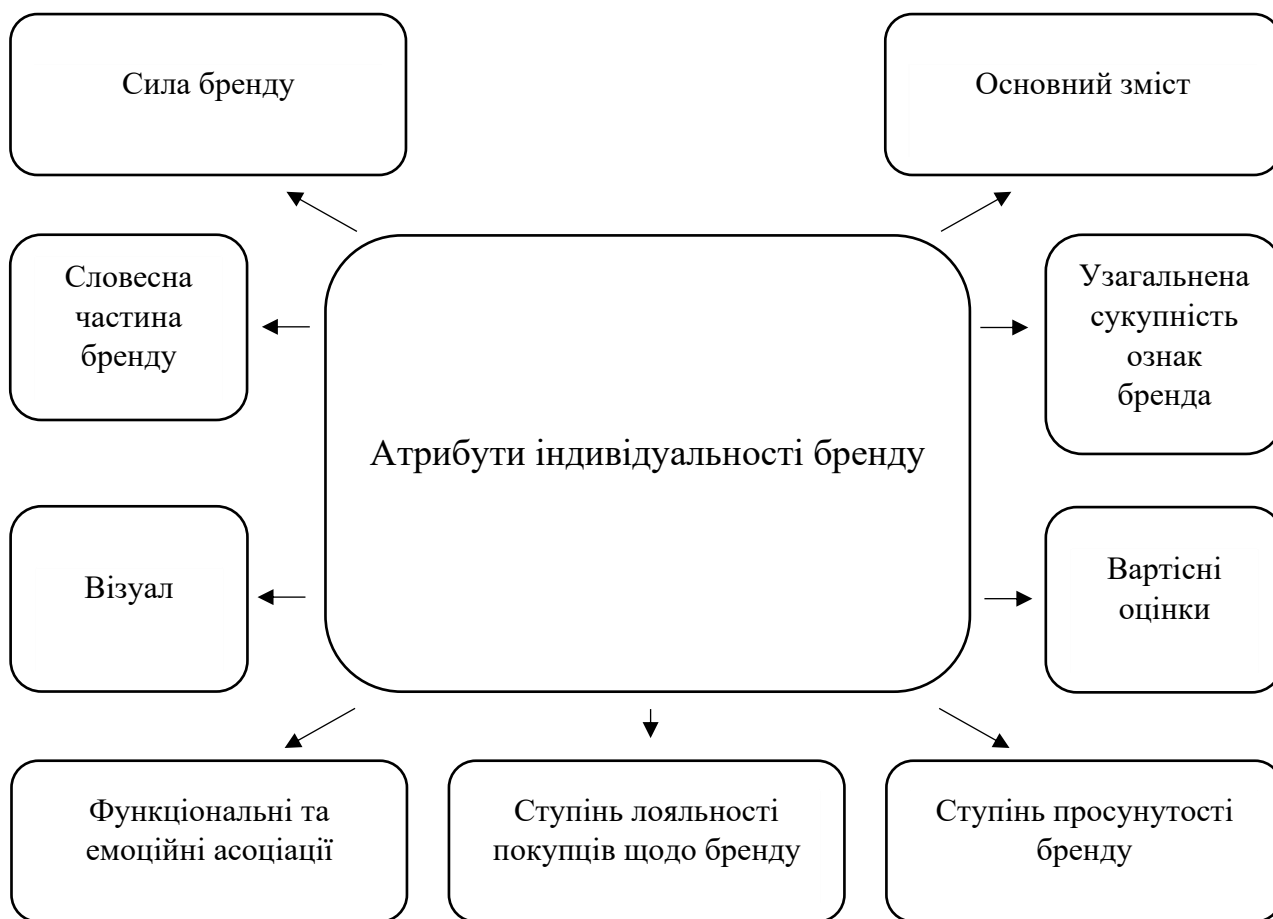 Сила бренду
Основний зміст
Словесна
частина
бренду
Узагальнена
сукупність
ознак
бренда
Атрибути індивідуальності бренду
Візуал
Вартісні
оцінки
Функціональні та
емоційні асоціації
Ступінь лояльності
покупців щодо бренду
Ступінь просунутості
бренду